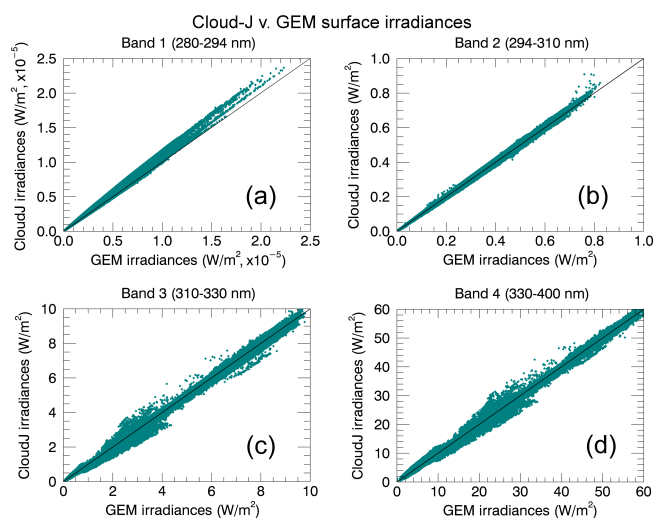 Cloud-J v. GEM surface irradiances
Band 1 (280-294 nm)
CloudJ irradiances (W/m², x10⁻⁵)
2.5
2.0
1.5
1.0
0.5
0.0
(a)
0.0 0.5 1.0 1.5 2.0 2.5
GEM irradiances (W/m², x10⁻⁵)
Band 2 (294-310 nm)
CloudJ irradiances (W/m²)
1.0
0.8
0.6
0.4
0.2
0.0
(b)
0.0 0.2 0.4 0.6 0.8 1.0
GEM irradiances (W/m²)
Band 3 (310-330 nm)
CloudJ irradiances (W/m²)
10
8
6
4
2
0
(c)
0 2 4 6 8 10
GEM irradiances (W/m²)
Band 4 (330-400 nm)
CloudJ irradiances (W/m²)
60
50
40
30
20
10
0
(d)
0 10 20 30 40 50 60
GEM irradiances (W/m²)